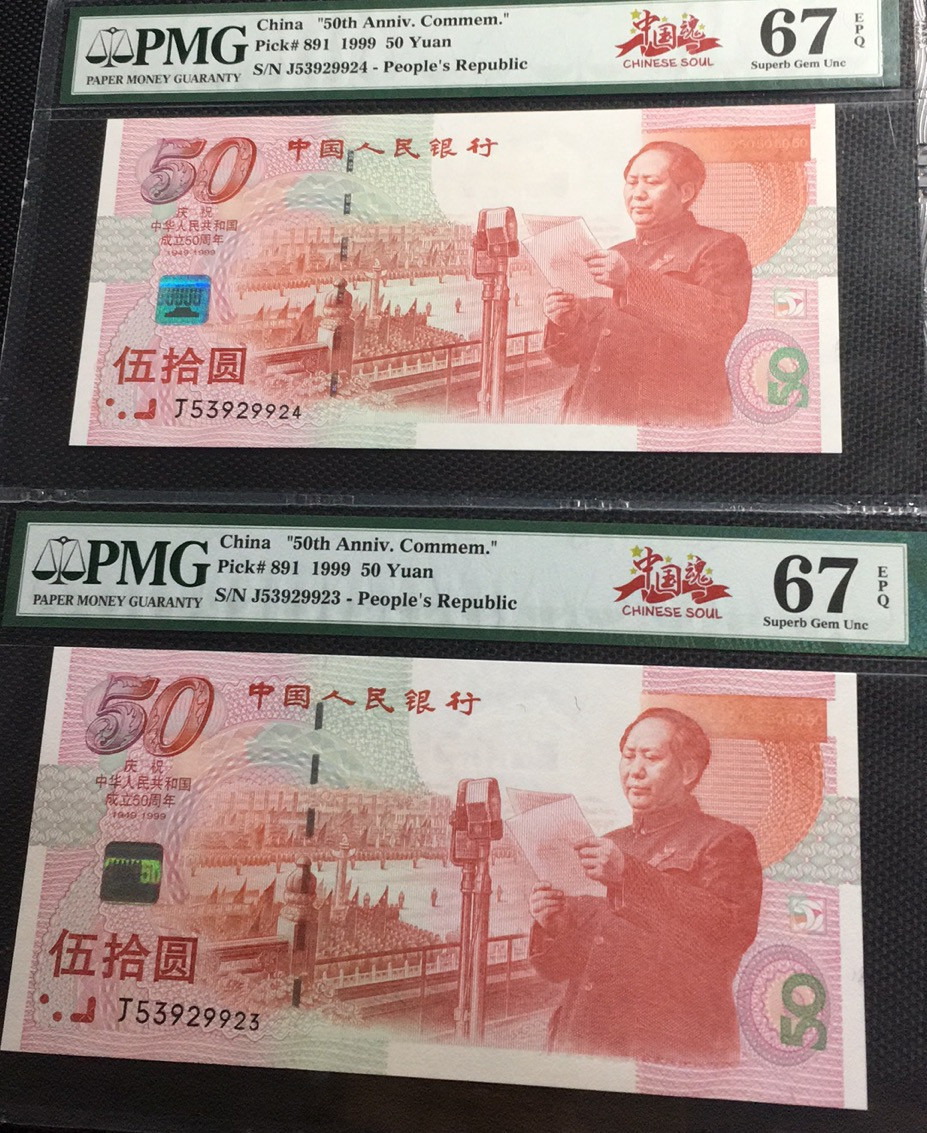 PMG
PAPER MONEY GUARANTY
China "50th Anniv. Commem."
Pick# 891 1999 50 Yuan
S/N J53929924 - People's Republic
中国魂
CHINESE SOUL
67
Superb Gem Unc
EPQ
50
中国人民银行
庆祝
中华人民共和国
成立50周年
1949-1999
伍拾圆
J53929924
50
PMG
PAPER MONEY GUARANTY
China "50th Anniv. Commem."
Pick# 891 1999 50 Yuan
S/N J53929923 - People's Republic
中国魂
CHINESE SOUL
67
Superb Gem Unc
EPQ
50
中国人民银行
庆祝
中华人民共和国
成立50周年
1949-1999
50
伍拾圆
J53929923
50